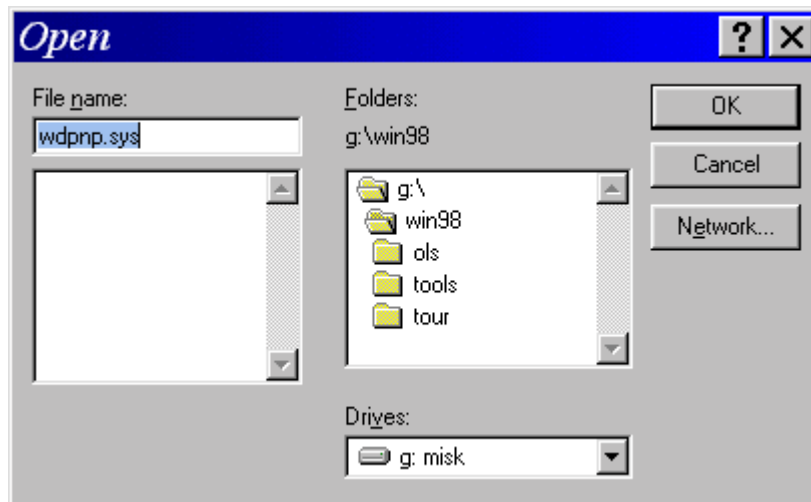 Open
File name:
wdpnp.sys
Folders:
g:\win98
g:\
win98
ols
tools
tour
Drives:
g: misk
OK
Cancel
Network...